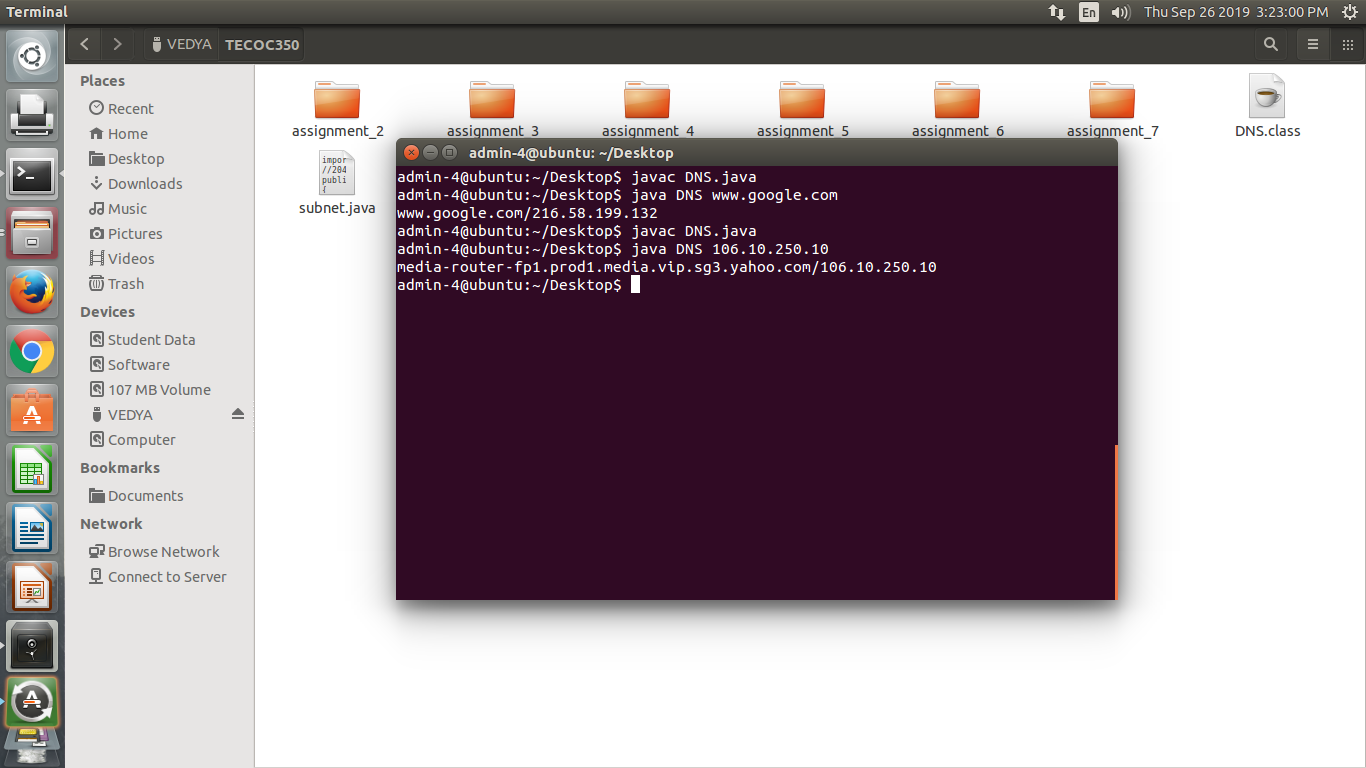 Terminal
En
Thu Sep 26 2019 3:23:00 PM
VEDYA
TECOC350
Places
Recent
Home
Desktop
Downloads
Music
Pictures
Videos
Trash
Devices
Student Data
Software
107 MB Volume
VEDYA
Computer
Bookmarks
Documents
Network
Browse Network
Connect to Server
assignment_2
assignment_3
assignment_4
assignment_5
assignment_6
assignment_7
DNS.class
impor
//204
publi
{
subnet.java
admin-4@ubuntu: ~/Desktop
admin-4@ubuntu:~/Desktop$ javac DNS.java
admin-4@ubuntu:~/Desktop$ java DNS www.google.com
www.google.com/216.58.199.132
admin-4@ubuntu:~/Desktop$ javac DNS.java
admin-4@ubuntu:~/Desktop$ java DNS 106.10.250.10
media-router-fp1.prod1.media.vip.sg3.yahoo.com/106.10.250.10
admin-4@ubuntu:~/Desktop$